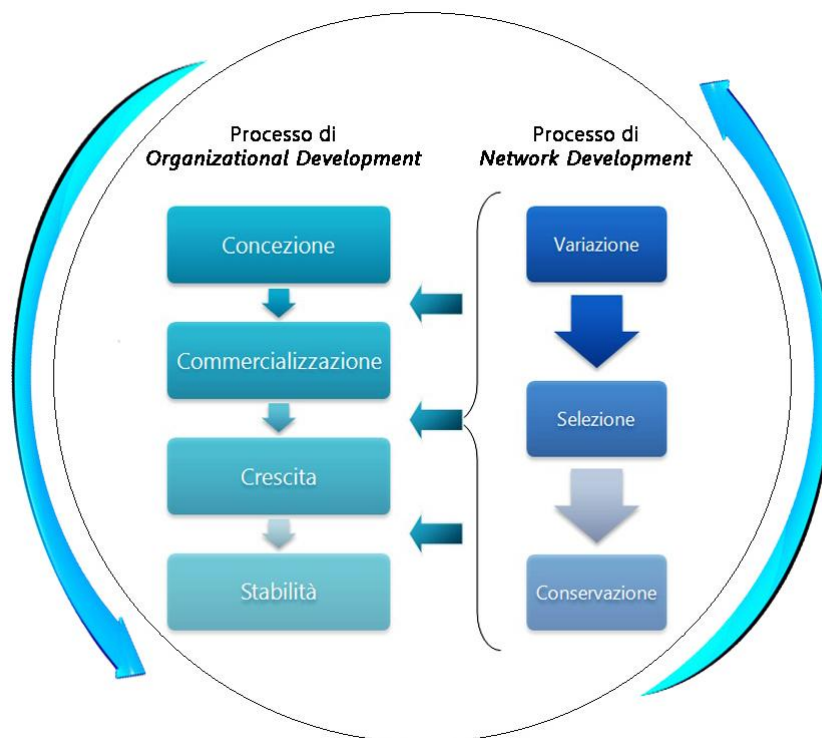 Processo di
Organizational Development
Concezione
Commercializzazione
Crescita
Stabilità
Processo di
Network Development
Variazione
Selezione
Conservazione